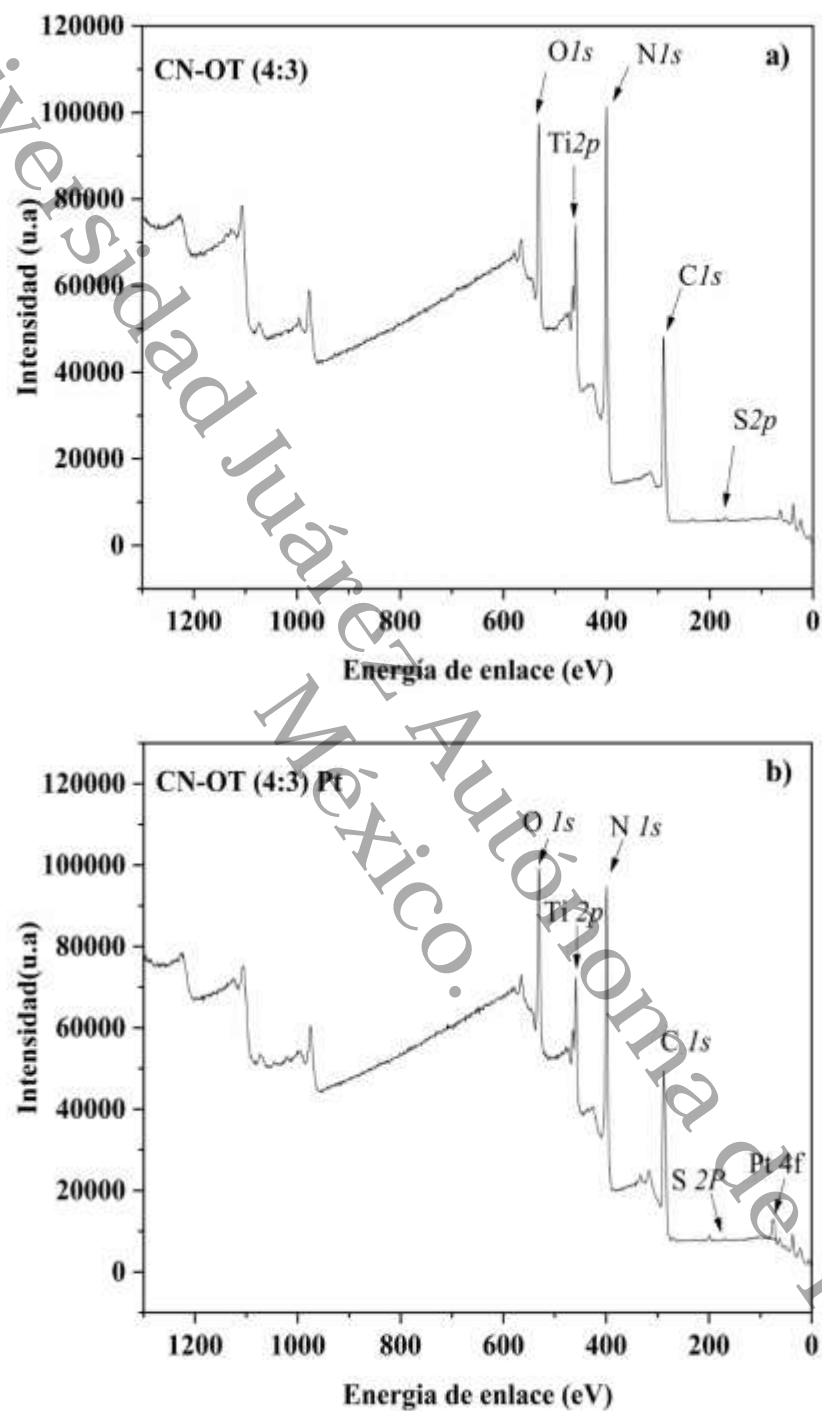 120000
CN-OT (4:3)
O1s
N1s
a)
100000
Ti2p
80000
60000
C1s
40000
S2p
20000
0
Intensidad (u.a)
1200 1000 800 600 400 200 0
Energía de enlace (eV)
120000
CN-OT (4:3) Pt
b)
O 1s
N 1s
100000
Ti 2p
80000
C 1s
60000
40000
S 2P
Pt 4f
20000
0
Intensidad(u.a)
1200 1000 800 600 400 200 0
Energia de enlace (eV)
versidad Juárez Autónoma de
México.